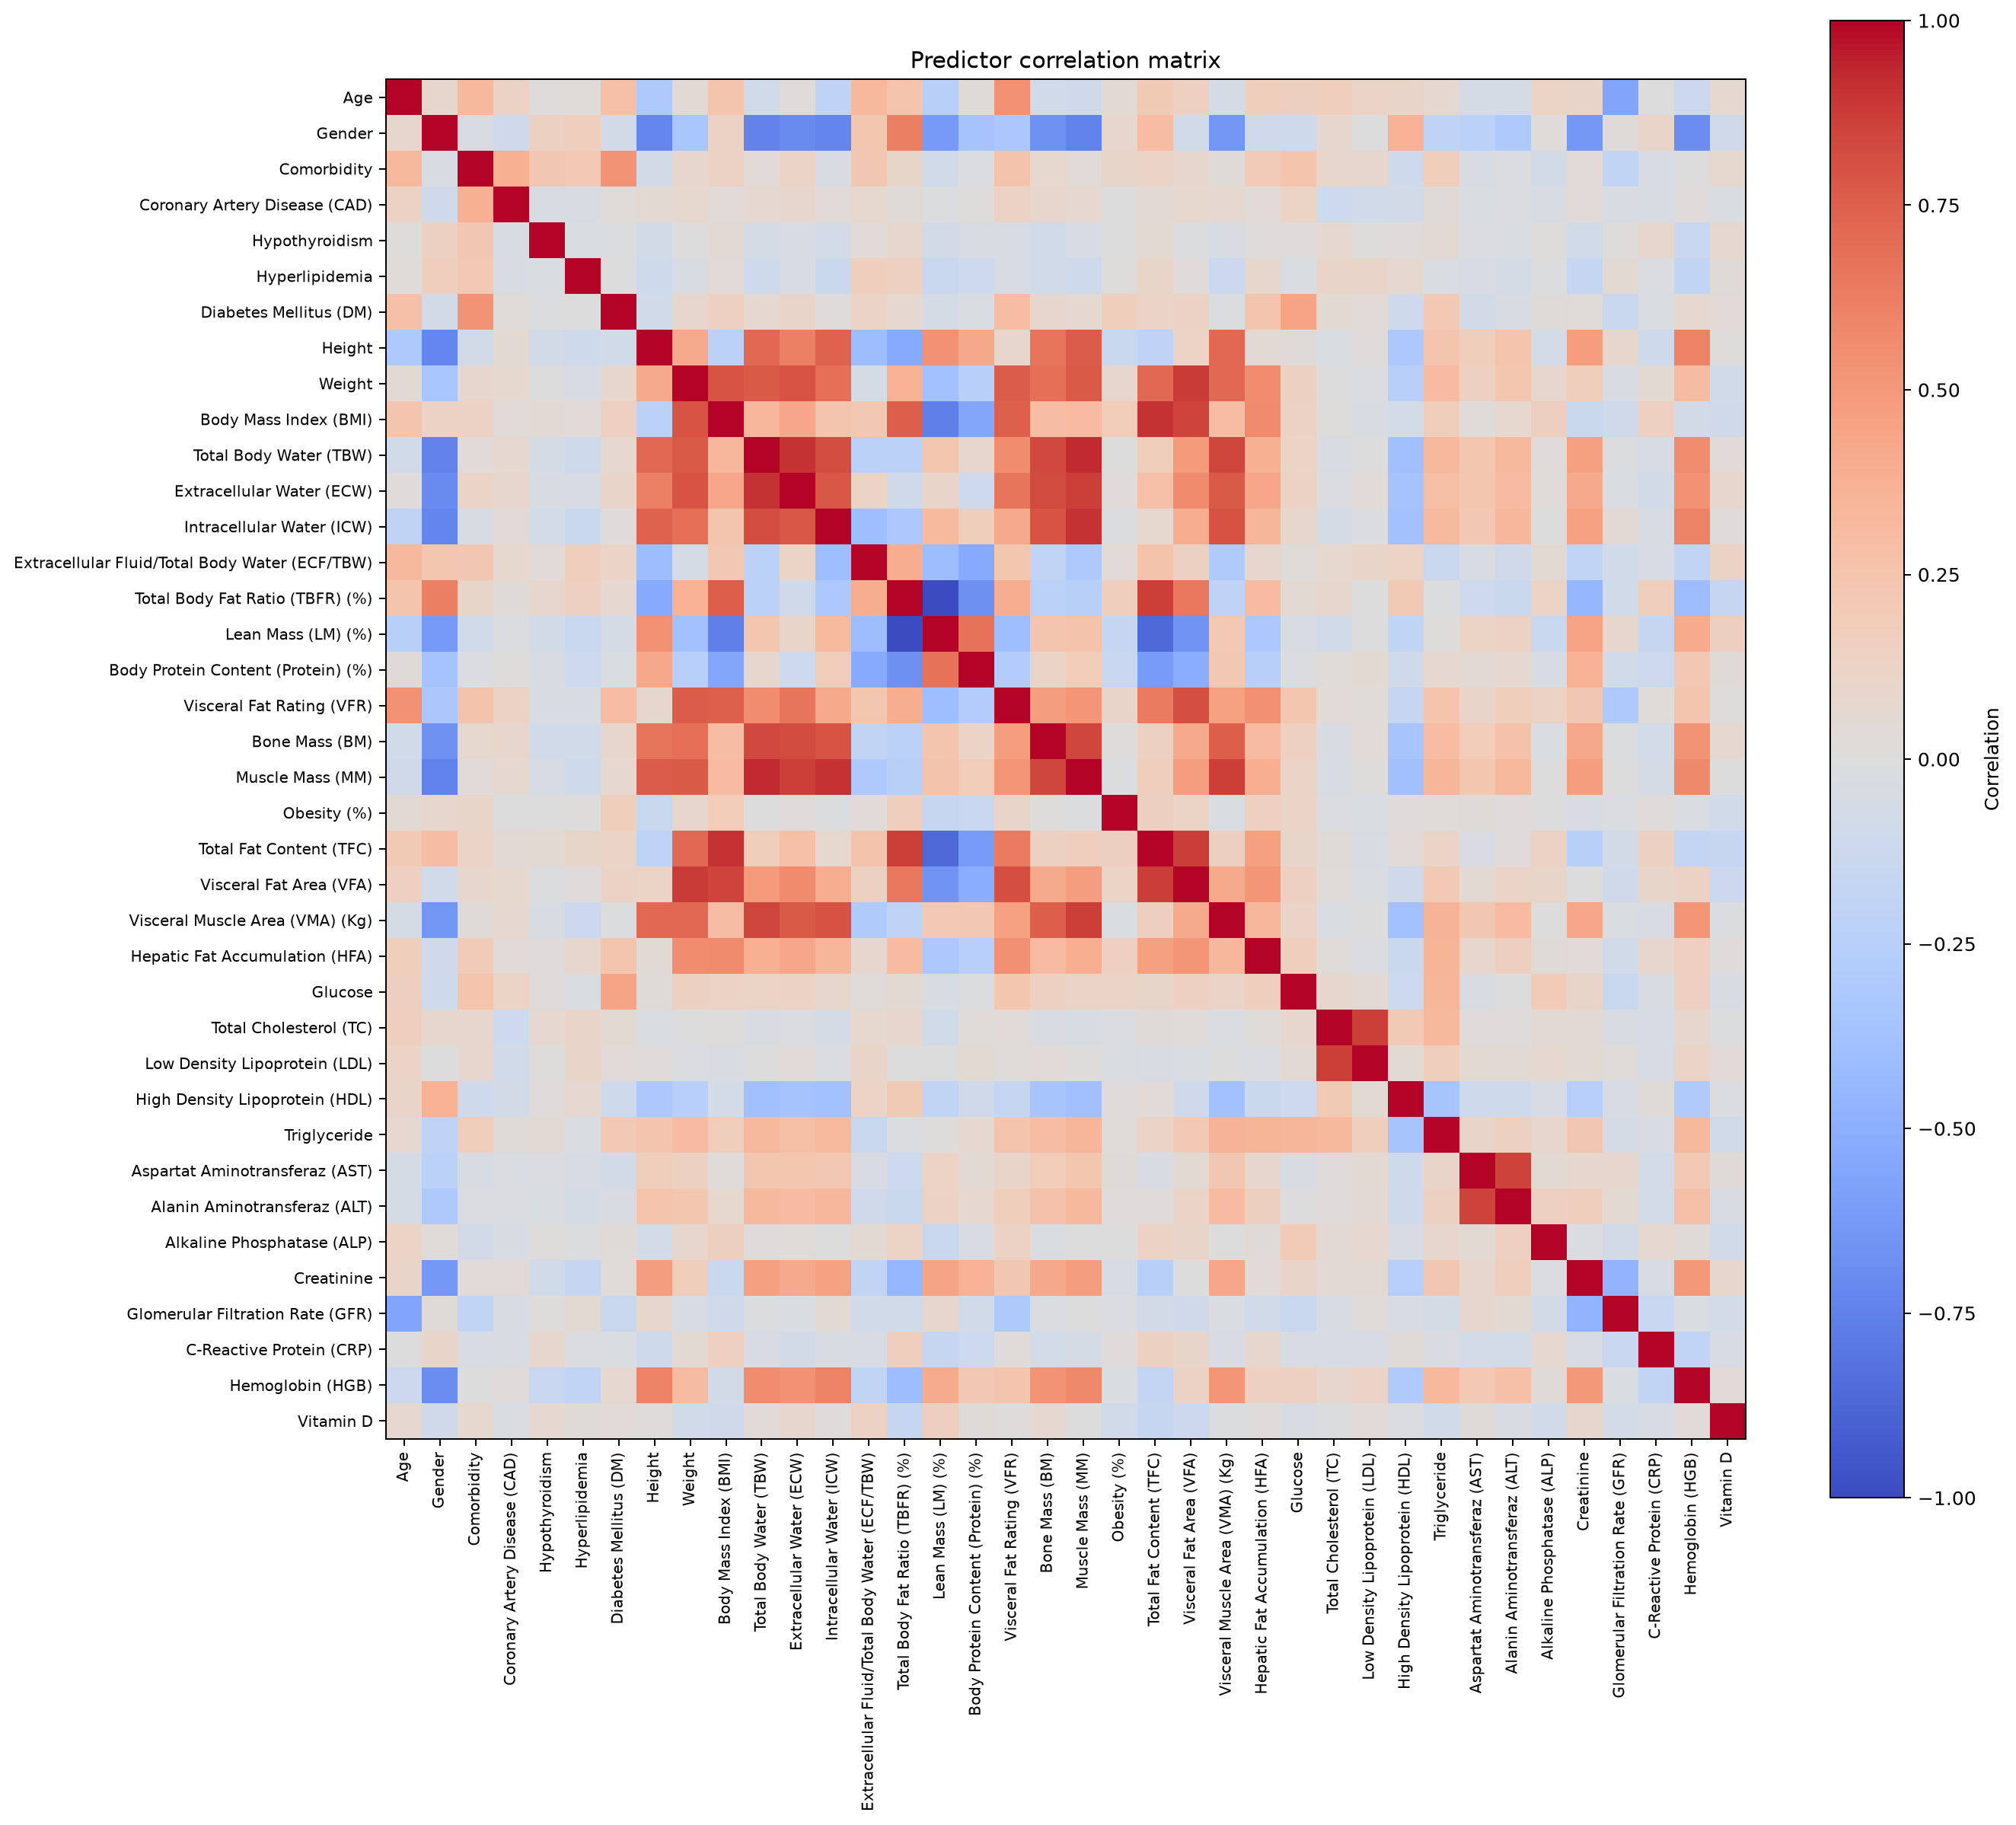 Predictor correlation matrix
Age
Gender
Comorbidity
Coronary Artery Disease (CAD)
Hypothyroidism
Hyperlipidemia
Diabetes Mellitus (DM)
Height
Weight
Body Mass Index (BMI)
Total Body Water (TBW)
Extracellular Water (ECW)
Intracellular Water (ICW)
Extracellular Fluid/Total Body Water (ECF/TBW)
Total Body Fat Ratio (TBFR) (%)
Lean Mass (LM) (%)
Body Protein Content (Protein) (%)
Visceral Fat Rating (VFR)
Bone Mass (BM)
Muscle Mass (MM)
Obesity (%)
Total Fat Content (TFC)
Visceral Fat Area (VFA)
Visceral Muscle Area (VMA) (Kg)
Hepatic Fat Accumulation (HFA)
Glucose
Total Cholesterol (TC)
Low Density Lipoprotein (LDL)
High Density Lipoprotein (HDL)
Triglyceride
Aspartat Aminotransferaz (AST)
Alanin Aminotransferaz (ALT)
Alkaline Phosphatase (ALP)
Creatinine
Glomerular Filtration Rate (GFR)
C-Reactive Protein (CRP)
Hemoglobin (HGB)
Vitamin D
Age
Gender
Comorbidity
Coronary Artery Disease (CAD)
Hypothyroidism
Hyperlipidemia
Diabetes Mellitus (DM)
Height
Weight
Body Mass Index (BMI)
Total Body Water (TBW)
Extracellular Water (ECW)
Intracellular Water (ICW)
Extracellular Fluid/Total Body Water (ECF/TBW)
Total Body Fat Ratio (TBFR) (%)
Lean Mass (LM) (%)
Body Protein Content (Protein) (%)
Visceral Fat Rating (VFR)
Bone Mass (BM)
Muscle Mass (MM)
Obesity (%)
Total Fat Content (TFC)
Visceral Fat Area (VFA)
Visceral Muscle Area (VMA) (Kg)
Hepatic Fat Accumulation (HFA)
Glucose
Total Cholesterol (TC)
Low Density Lipoprotein (LDL)
High Density Lipoprotein (HDL)
Triglyceride
Aspartat Aminotransferaz (AST)
Alanin Aminotransferaz (ALT)
Alkaline Phosphatase (ALP)
Creatinine
Glomerular Filtration Rate (GFR)
C-Reactive Protein (CRP)
Hemoglobin (HGB)
Vitamin D
1.00
0.75
0.50
0.25
0.00
−0.25
−0.50
−0.75
−1.00
Correlation